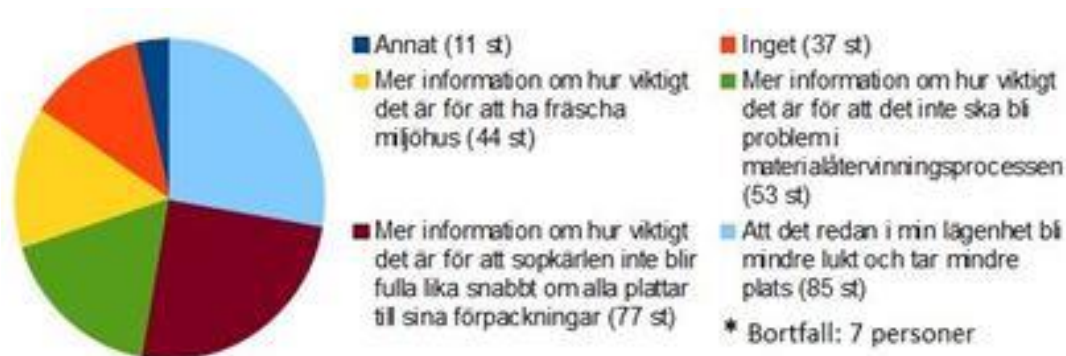 Annat (11 st)
Inget (37 st)
Mer information om hur viktigt
det är för att ha fräscha
miljöhus (44 st)
Mer information om hur viktigt
det är för att det inte ska bli
problem i
materialåtervinningsprocessen
(53 st)
Mer information om hur viktigt
det är för att sopkärlen inte blir
fulla lika snabbt om alla plattar
till sina förpackningar (77 st)
Att det redan i min lägenhet bli
mindre lukt och tar mindre
plats (85 st)
* Bortfall: 7 personer